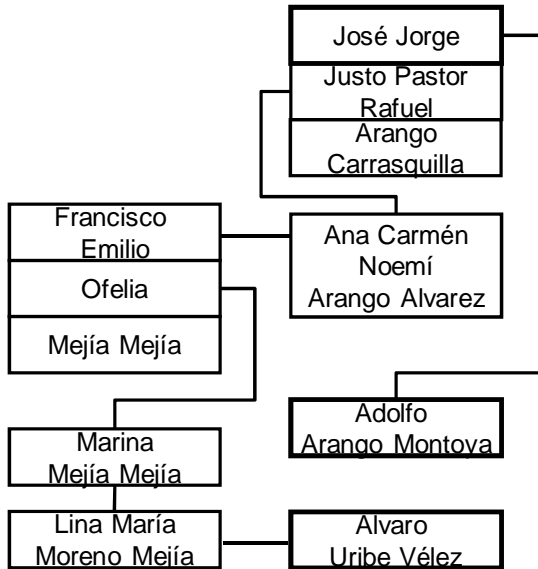 José Jorge
Justo Pastor
Rafuel
Arango
Carrasquilla
Francisco
Emilio
Ofelia
Mejía Mejía
Ana Carmén
Noemí
Arango Alvarez
Adolfo
Arango Montoya
Marina
Mejía Mejía
Lina María
Moreno Mejía
Alvaro
Uribe Vélez